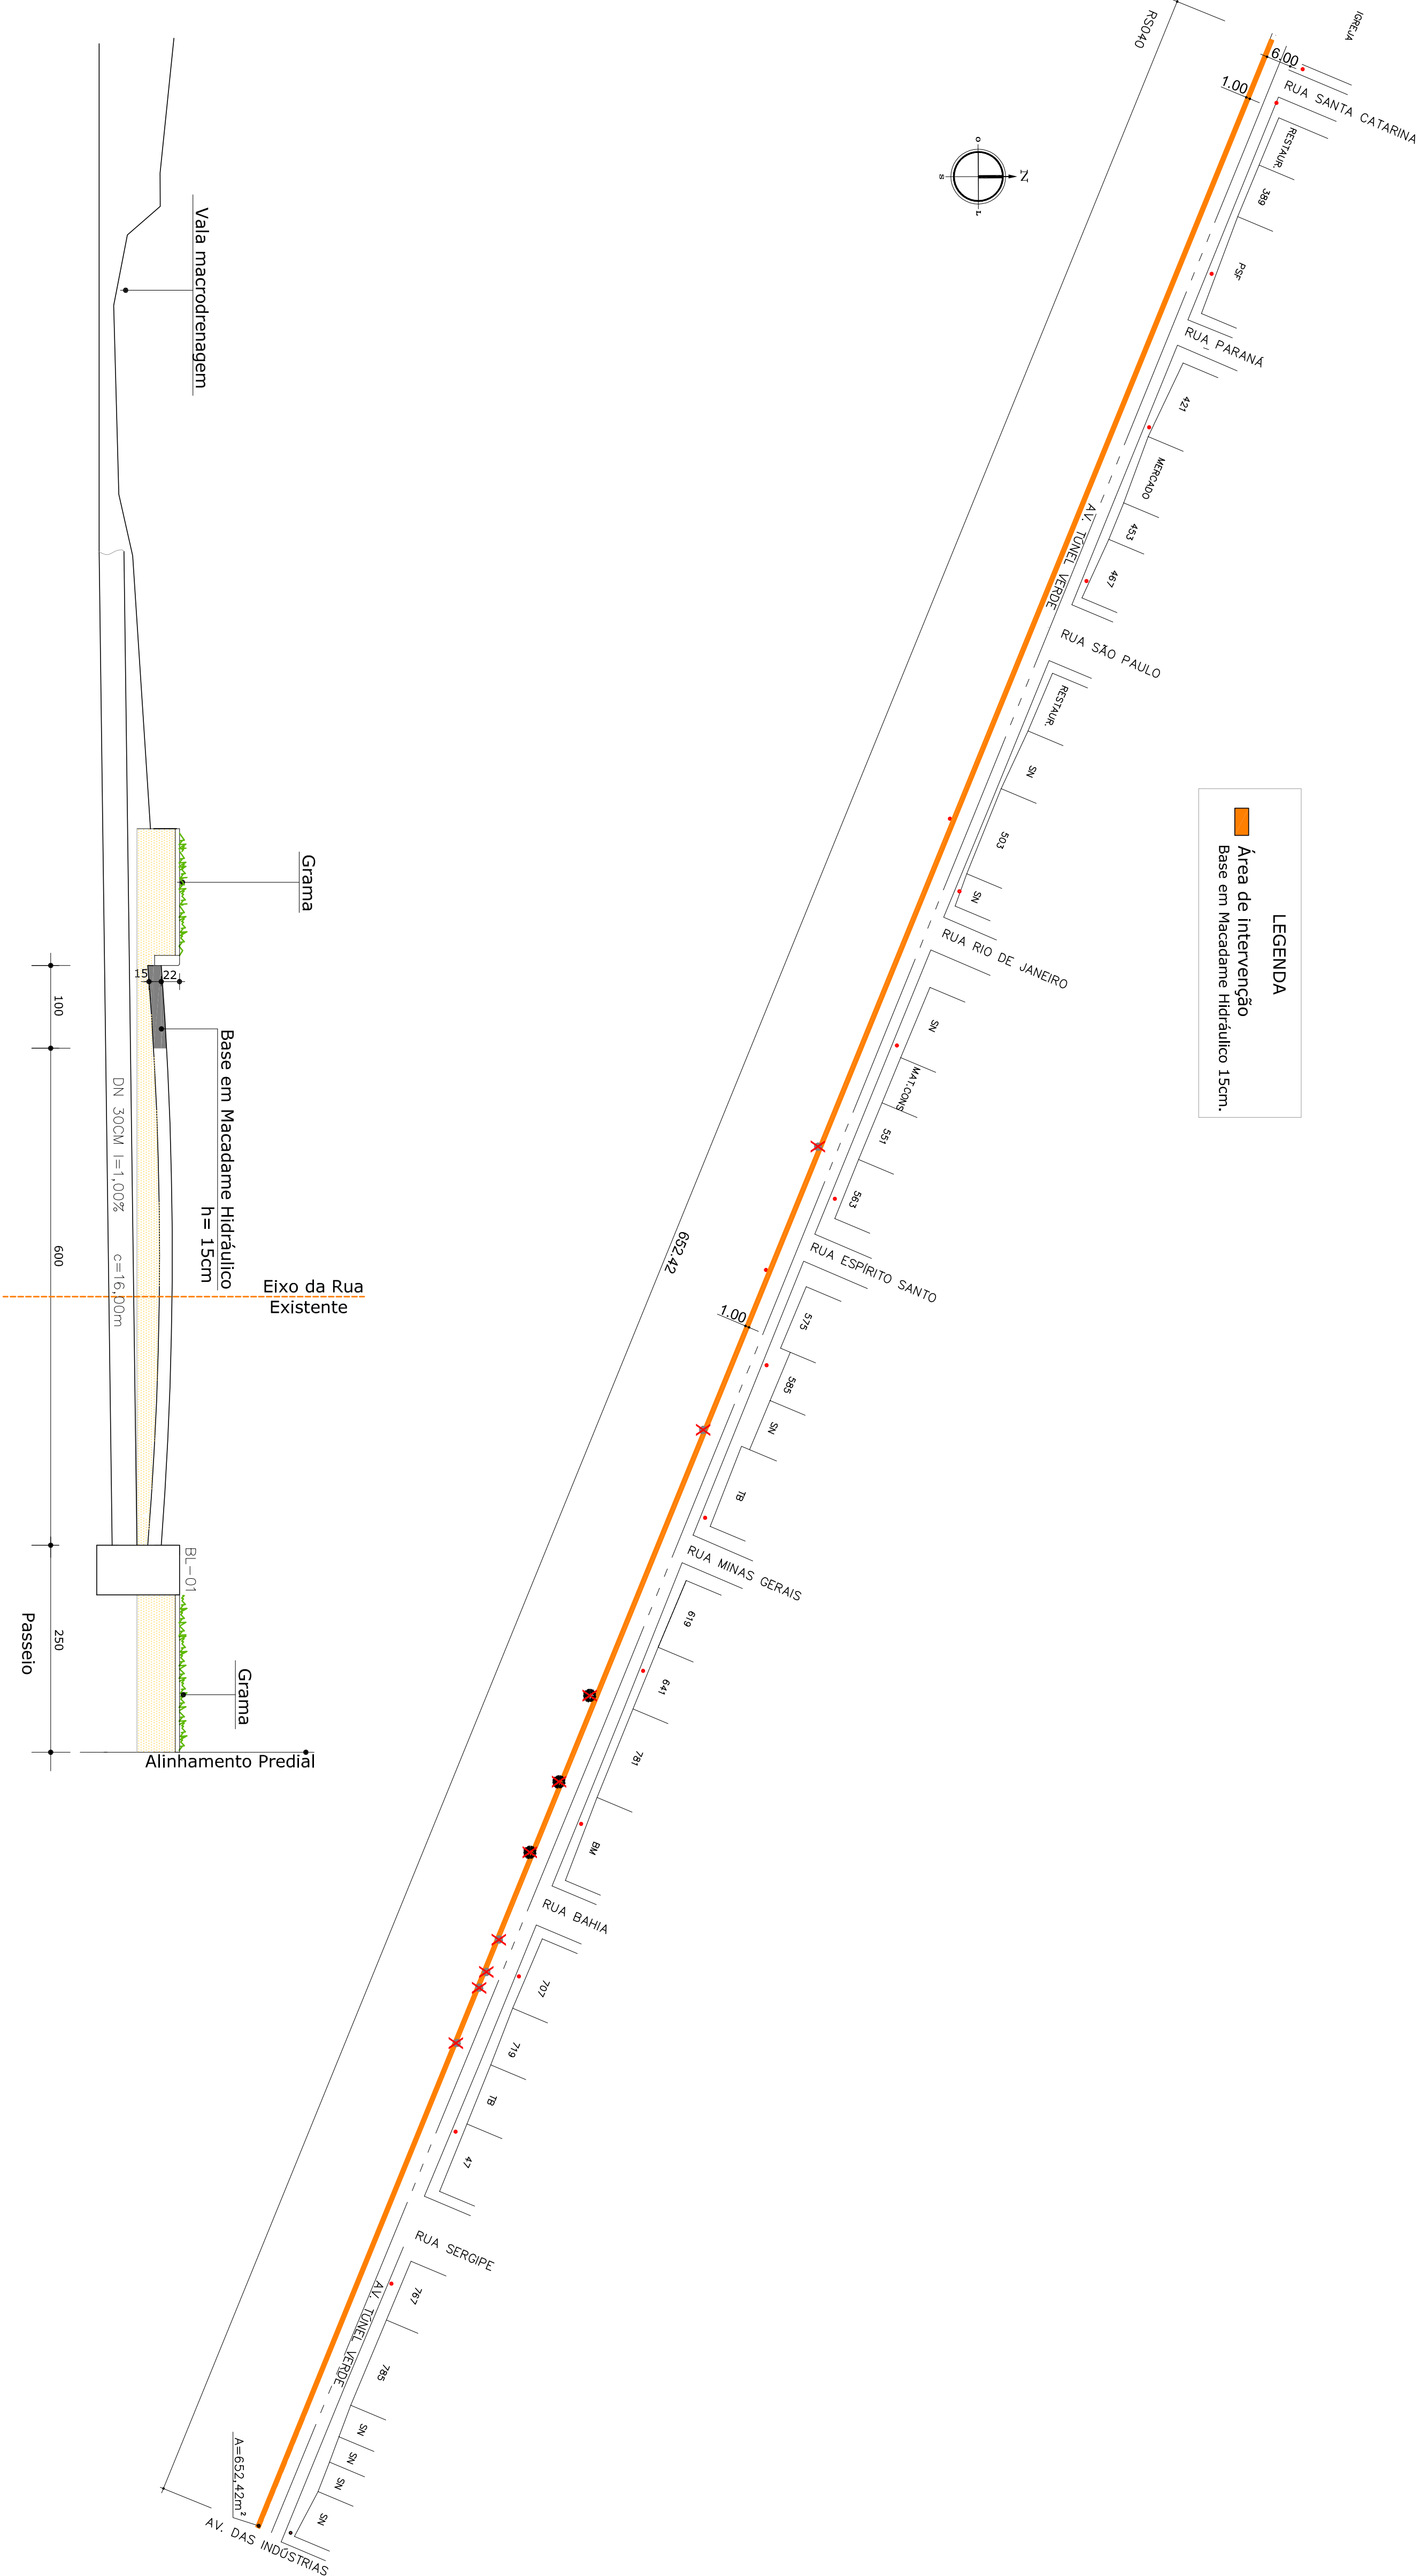 IGREJA
RS040
6.00
1.00
RUA SANTA CATARINA
RESTAUR.
389
PSF
RUA PARANÁ
421
MERCADO
453
467
AV. TÚNEL VERDE
RUA SÃO PAULO
RESTAUR.
SN
503
SN
RUA RIO DE JANEIRO
SN
MAT.CONS
551
563
RUA ESPÍRITO SANTO
652.42
1.00
575
585
SN
TB
RUA MINAS GERAIS
619
641
781
BM
RUA BAHIA
707
719
TB
47
RUA SERGIPE
767
AV. TÚNEL VERDE
785
SN
SN
SN
SN
A=652,42m²
AV. DAS INDÚSTRIAS
N
O
S
L
LEGENDA
Área de intervenção
Base em Macadame Hidráulico 15cm.
Vala macrodrenagem
Grama
15
22
Base em Macadame Hidráulico
h= 15cm
100
600
250
DN 30CM I=1,00% c=16,00m
Eixo da Rua
Existente
BL-01
Passeio
Grama
Alinhamento Predial